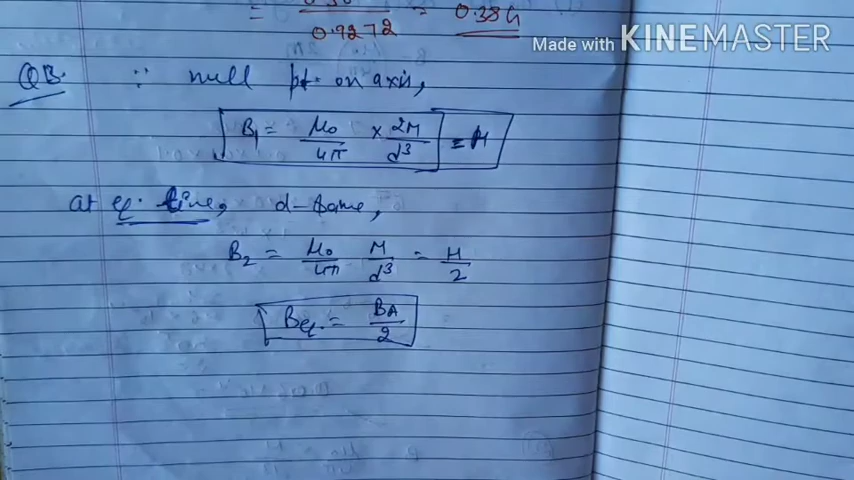 = 0.9272 = 0.38G
Made with KINEMASTER
Q8. ∵ null pt. on axis,
B₁ = μ₀/4π × 2M/d³ = H
At eq. line, d - same,
B₂ = μ₀/4π M/d³ = H/2
Beq. = BA/2